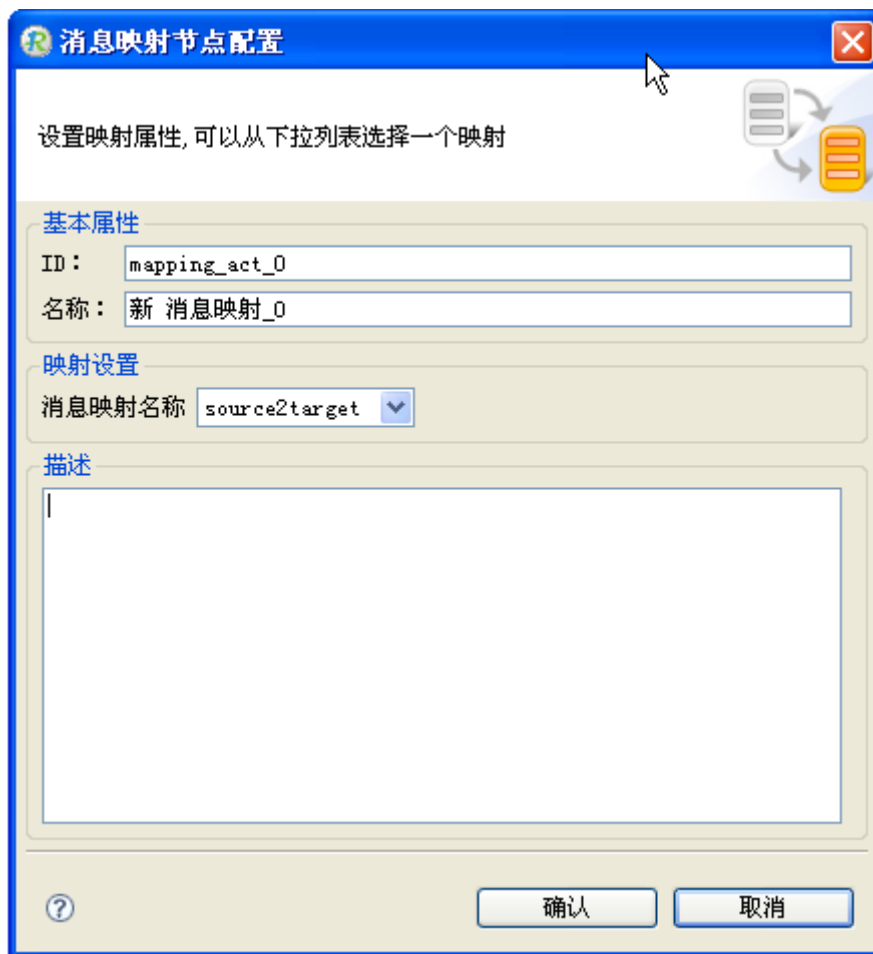 消息映射节点配置
设置映射属性, 可以从下拉列表选择一个映射
基本属性
ID： mapping_act_0
名称： 新 消息映射_0
映射设置
消息映射名称 source2target
描述
确认 取消